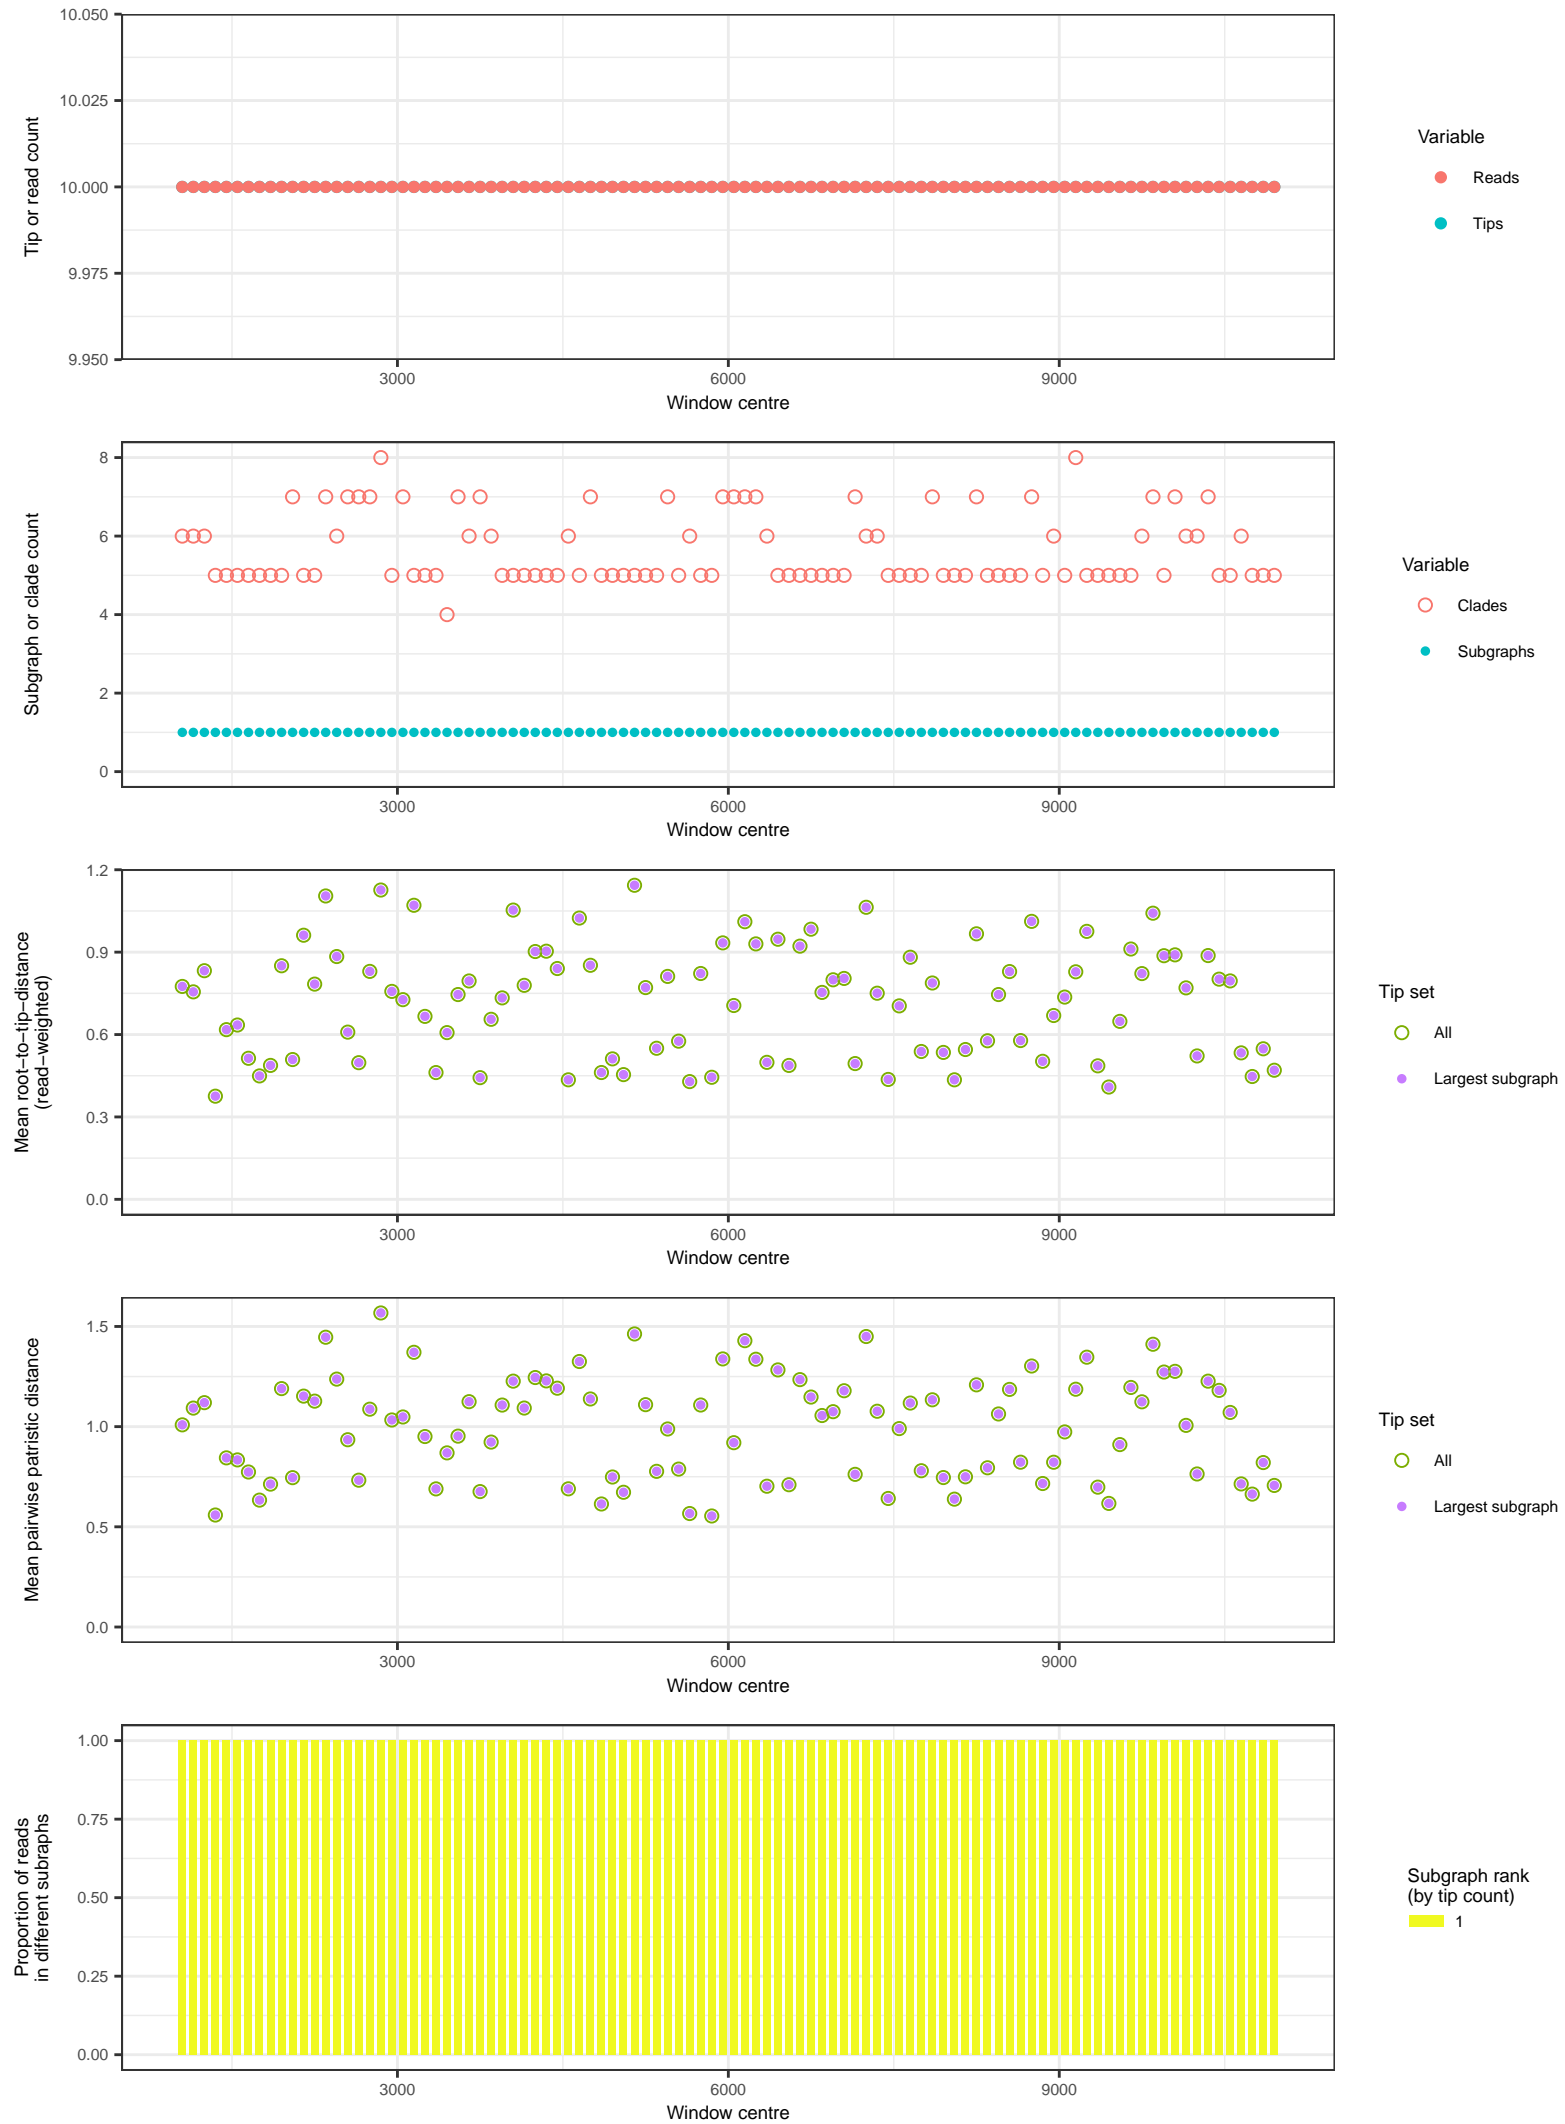 10.050
10.025
10.000
9.975
9.950
Tip or read count
3000
6000
9000
Window centre
Variable
Reads
Tips
8
6
4
2
0
Subgraph or clade count
3000
6000
9000
Window centre
Variable
Clades
Subgraphs
1.2
0.9
0.6
0.3
0.0
Mean root−to−tip−distance
(read−weighted)
3000
6000
9000
Window centre
Tip set
All
Largest subgraph
1.5
1.0
0.5
0.0
Mean pairwise patristic distance
3000
6000
9000
Window centre
Tip set
All
Largest subgraph
1.00
0.75
0.50
0.25
0.00
Proportion of reads
in different subraphs
3000
6000
9000
Window centre
Subgraph rank
(by tip count)
1